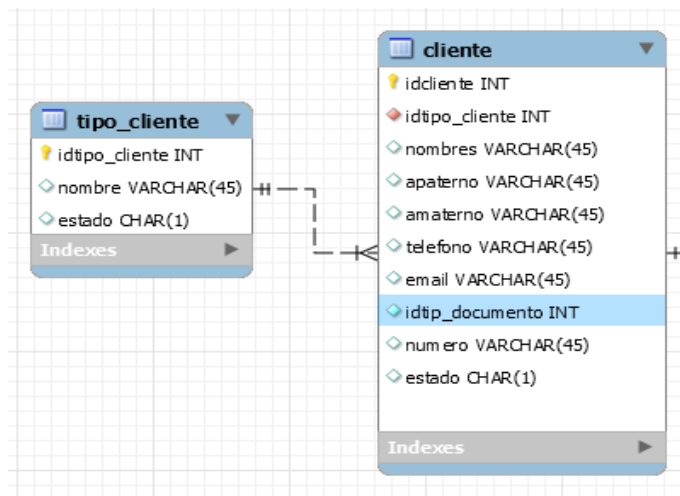 tipo_cliente
idtipo_cliente INT
nombre VARCHAR(45)
estado CHAR(1)
Indexes
cliente
idcliente INT
idtipo_cliente INT
nombres VARCHAR(45)
apaterno VARCHAR(45)
amaterno VARCHAR(45)
telefono VARCHAR(45)
email VARCHAR(45)
idtip_documento INT
numero VARCHAR(45)
estado CHAR(1)
Indexes